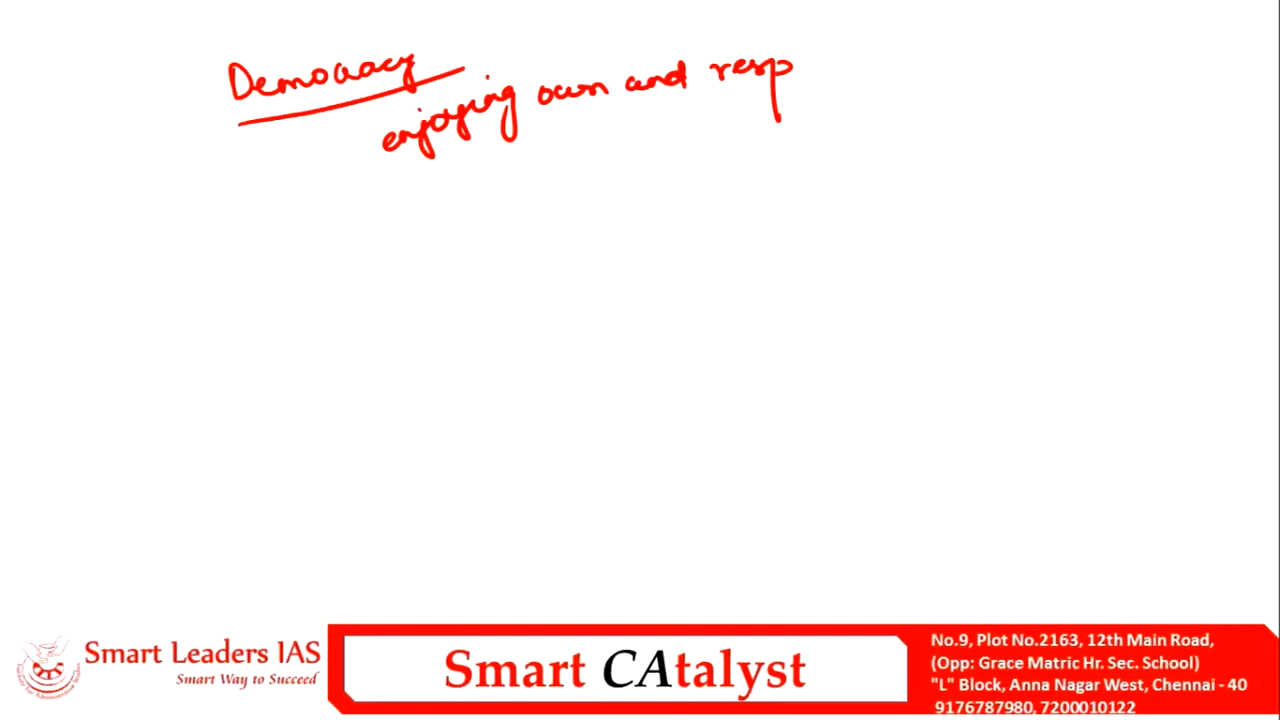 Democracy
enjoying own and resp
Smart Leaders IAS
Smart Way to Succeed
Smart CAtalyst
No.9, Plot No.2163, 12th Main Road,
(Opp: Grace Matric Hr. Sec. School)
"L" Block, Anna Nagar West, Chennai - 40
9176787980, 7200010122